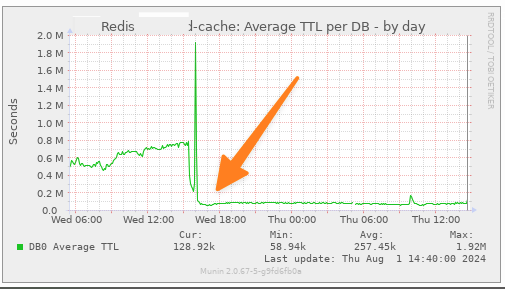 Redis d-cache: Average TTL per DB - by day
RRDTOOL / TOBI OETIKER
Seconds
2.0 M
1.8 M
1.6 M
1.4 M
1.2 M
1.0 M
0.8 M
0.6 M
0.4 M
0.2 M
0.0
Wed 06:00 Wed 12:00 Wed 18:00 Thu 00:00 Thu 06:00 Thu 12:00
Cur: Min: Avg: Max:
DB0 Average TTL 128.92k 58.94k 257.45k 1.92M
Last update: Thu Aug 1 14:40:00 2024
Munin 2.0.67-3-g9fd6fb0a